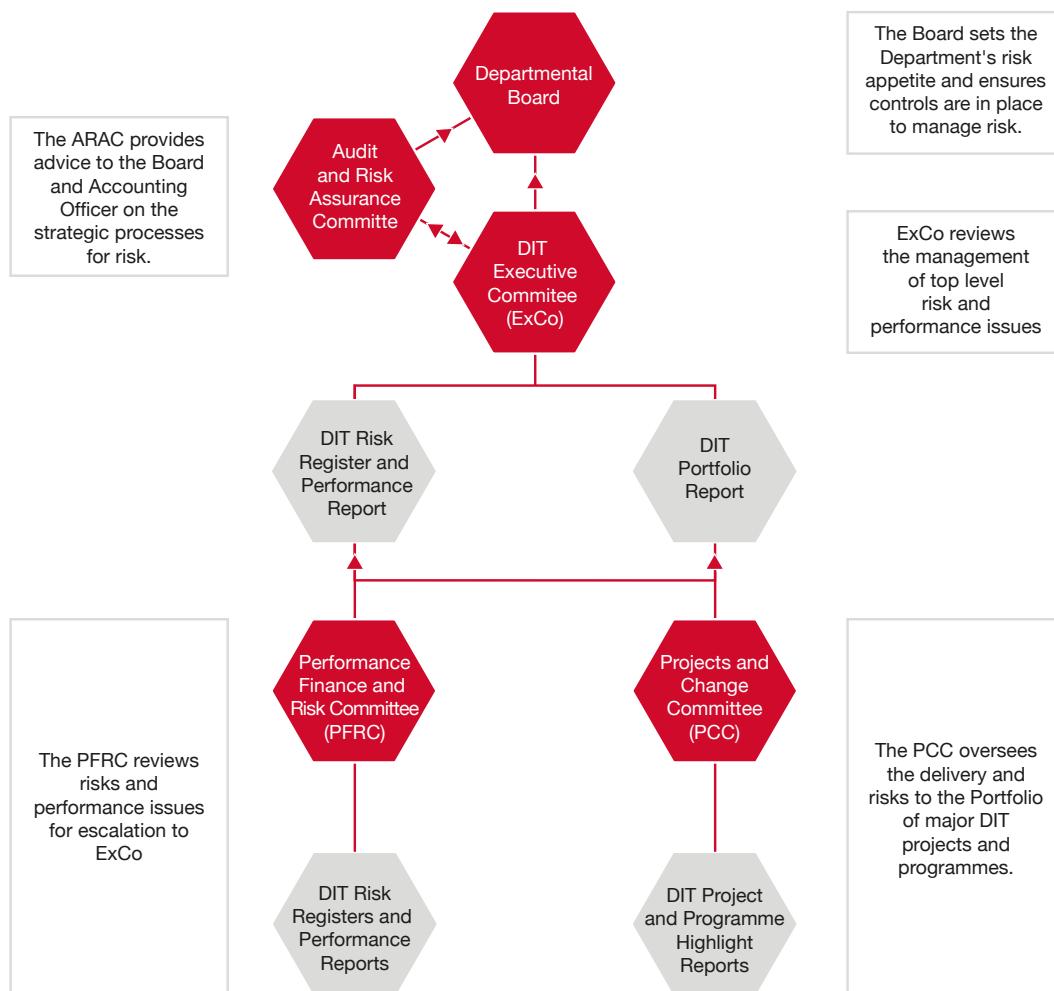 Departmental
Board
The Board sets the
Department's risk
appetite and ensures
controls are in place
to manage risk.
The ARAC provides
advice to the Board
and Accounting
Officer on the
strategic processes
for risk.
Audit
and Risk
Assurance
Committe
DIT
Executive
Commitee
(ExCo)
ExCo reviews
the management
of top level
risk and
performance issues
DIT Risk
Register and
Performance
Report
DIT
Portfolio
Report
The PFRC reviews
risks and
performance issues
for escalation to
ExCo
Performance
Finance and
Risk Committee
(PFRC)
Projects and
Change
Committee
(PCC)
The PCC oversees
the delivery and
risks to the Portfolio
of major DIT
projects and
programmes.
DIT Risk
Registers and
Performance
Reports
DIT Project
and Programme
Highlight
Reports